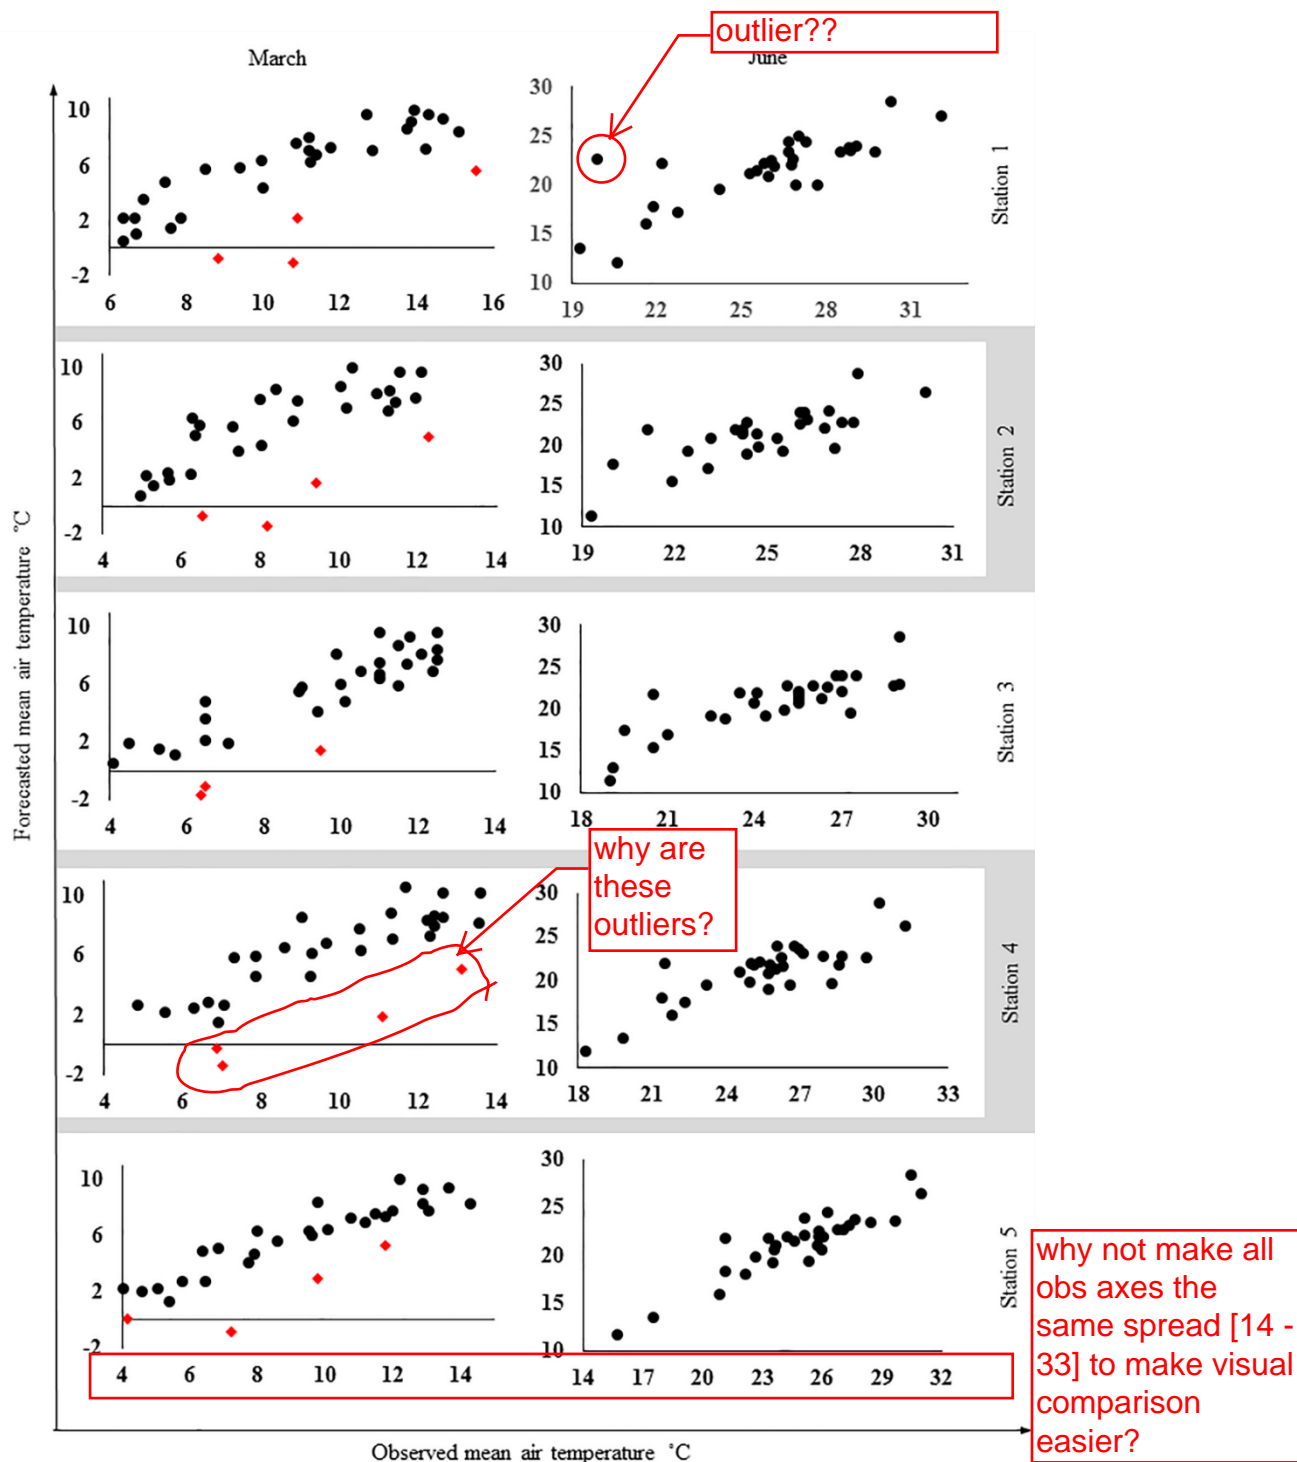 outlier??
March
June
10
6
2
-2
6 8 10 12 14 16
30
25
20
15
10
19 22 25 28 31
Station 1
10
6
2
-2
4 6 8 10 12 14
30
25
20
15
10
19 22 25 28 31
Station 2
Forecasted mean air temperature °C
10
6
2
-2
4 6 8 10 12 14
30
25
20
15
10
18 21 24 27 30
Station 3
why are
these
outliers?
10
6
2
-2
4 6 8 10 12 14
30
25
20
15
10
18 21 24 27 30 33
Station 4
10
6
2
-2
4 6 8 10 12 14
30
25
20
15
10
14 17 20 23 26 29 32
Station 5
why not make all
obs axes the
same spread [14 -
33] to make visual
comparison
easier?
Observed mean air temperature °C